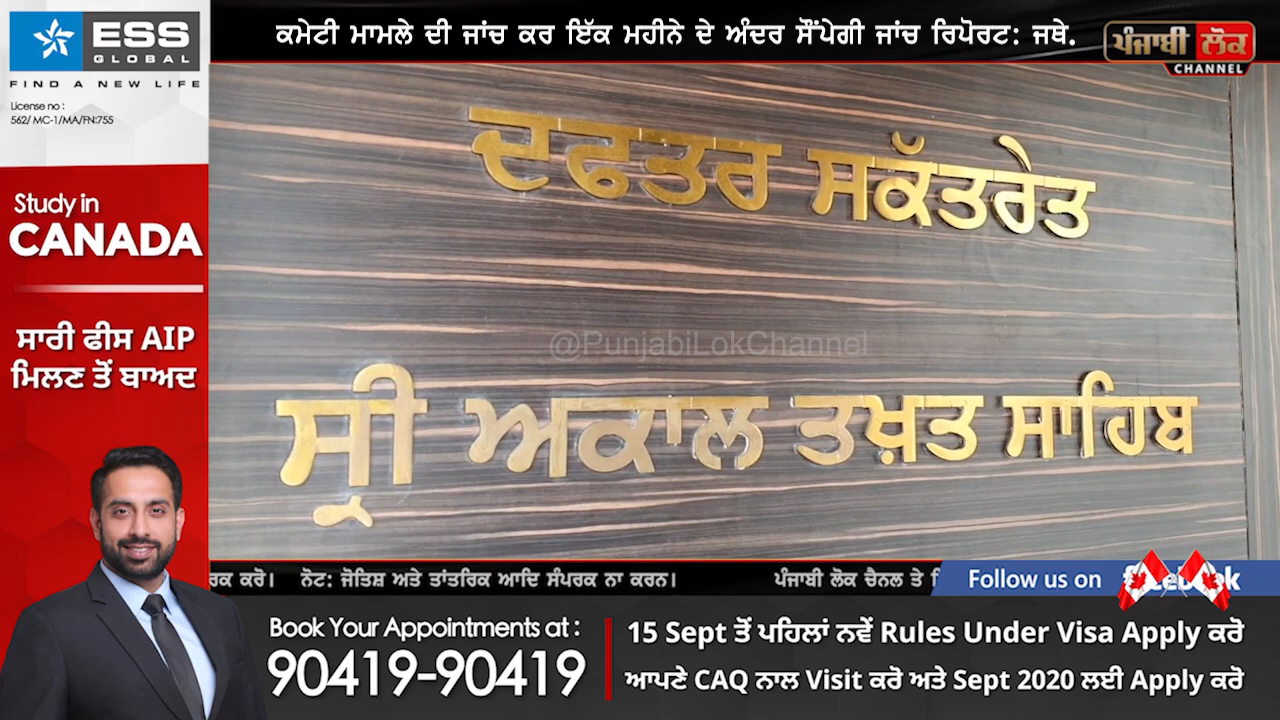 ESS
GLOBAL
FIND A NEW LIFE
License no :
562/ MC-1/MA/FN:755
Study in
CANADA
ਸਾਰੀ ਫੀਸ AIP
ਮਿਲਣ ਤੋਂ ਬਾਅਦ
ਕਮੇਟੀ ਮਾਮਲੇ ਦੀ ਜਾਂਚ ਕਰ ਇੱਕ ਮਹੀਨੇ ਦੇ ਅੰਦਰ ਸੌਂਪੇਗੀ ਜਾਂਚ ਰਿਪੋਰਟ: ਜਥੇ.
ਪੰਜਾਬੀ ਲੋਕ
CHANNEL
ਦਫਤਰ ਸਕੱਤਰੇਤ
@PunjabiLokChannel
ਸ੍ਰੀ ਅਕਾਲ ਤਖ਼ਤ ਸਾਹਿਬ
ਕਰੋ। ਨੋਟ: ਜੋਤਿਸ਼ ਅਤੇ ਤਾਂਤਰਿਕ ਆਦਿ ਸੰਪਰਕ ਨਾ ਕਰਨ। ਪੰਜਾਬੀ ਲੋਕ ਚੈਨਲ ਤੇ
Follow us on
Book Your Appointments at :
90419-90419
15 Sept ਤੋਂ ਪਹਿਲਾਂ ਨਵੇਂ Rules Under Visa Apply ਕਰੋ
ਆਪਣੇ CAQ ਨਾਲ Visit ਕਰੋ ਅਤੇ Sept 2020 ਲਈ Apply ਕਰੋ